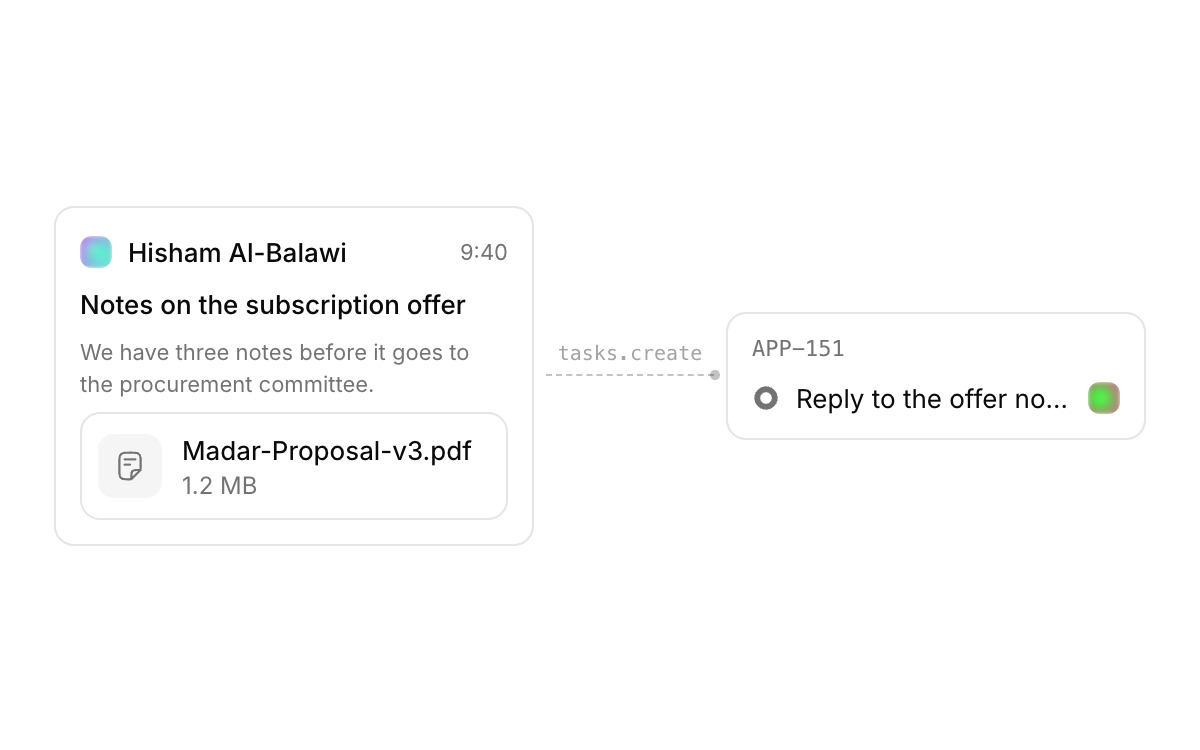 Hisham Al-Balawi
9:40
Notes on the subscription offer
We have three notes before it goes to
the procurement committee.
Madar-Proposal-v3.pdf
1.2 MB
tasks.create
APP–151
Reply to the offer no...